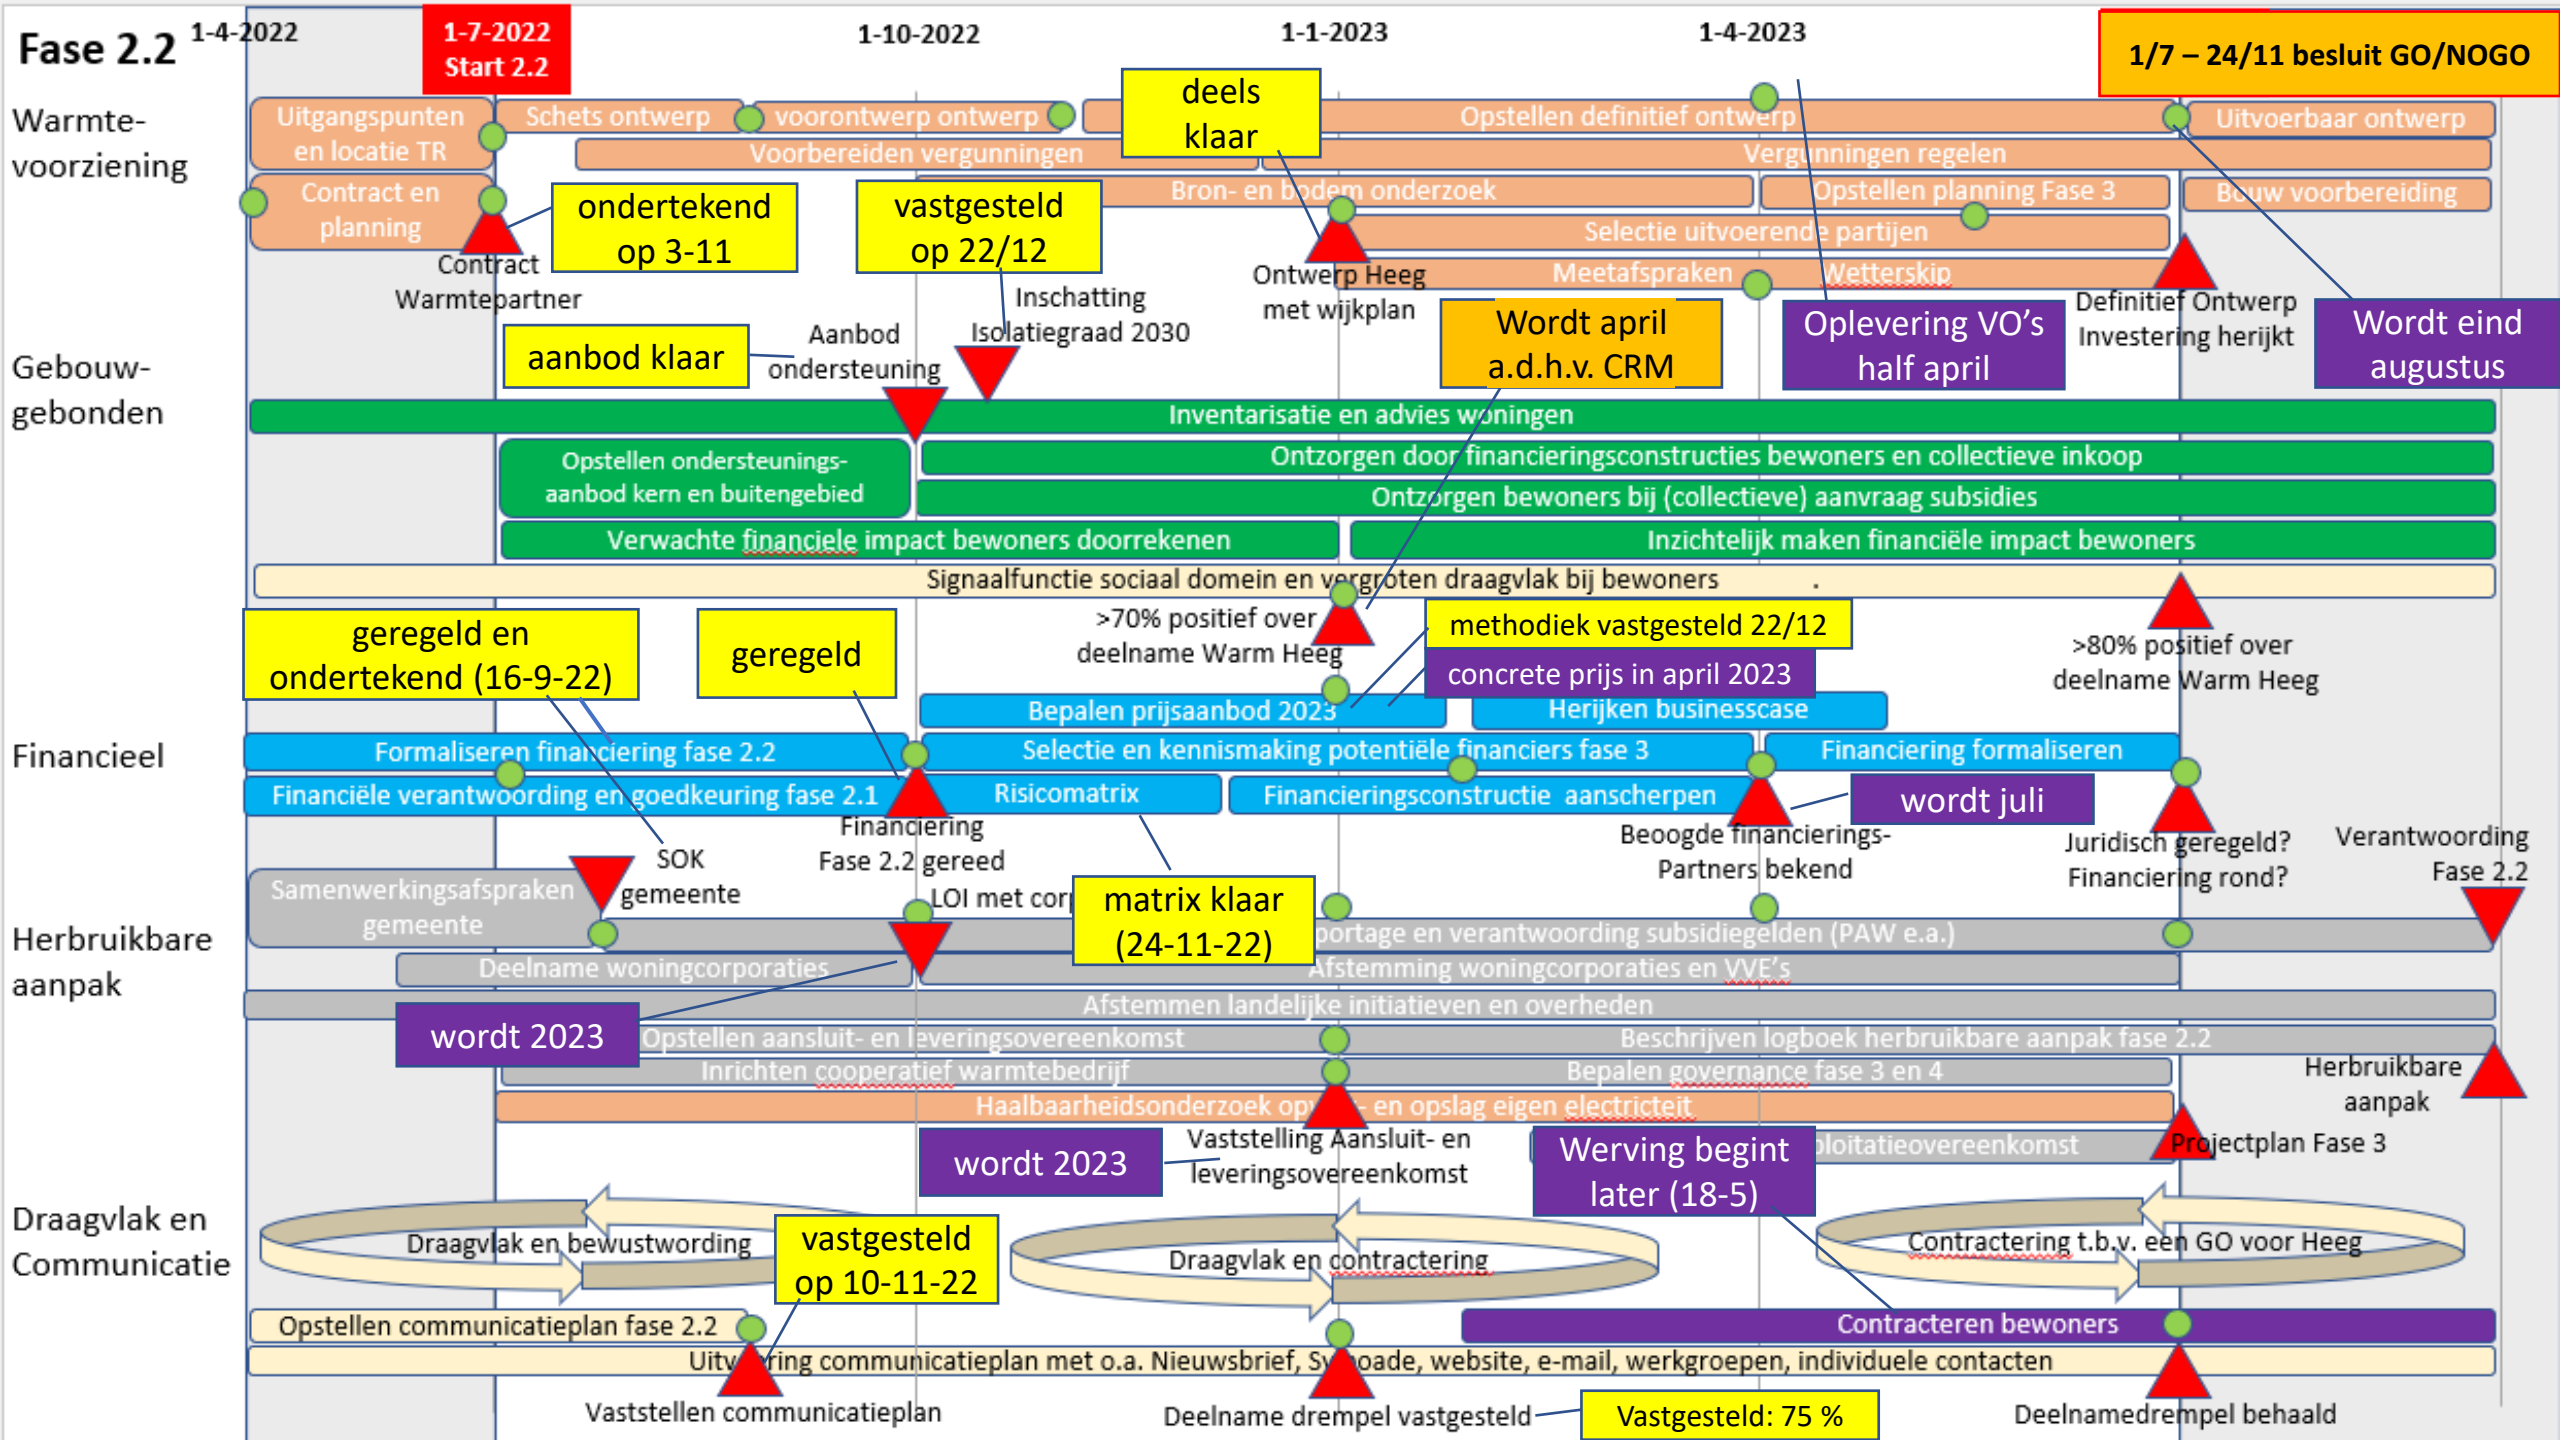 Fase 2.2
1-4-2022
1-7-2022
Start 2.2
1-10-2022
1-1-2023
1-4-2023
1/7 – 24/11 besluit GO/NOGO
Warmte-
voorziening
Uitgangspunten
en locatie TR
Schets ontwerp
voorontwerp ontwerp
deels
klaar
Opstellen definitief ontwerp
Uitvoerbaar ontwerp
Voorbereiden vergunningen
Vergunningen regelen
Contract en
planning
ondertekend
op 3-11
vastgesteld
op 22/12
Bron- en bodem onderzoek
Opstellen planning Fase 3
Bouw voorbereiding
Selectie uitvoerende partijen
Meetafspraken Wetterskip
Contract
Warmtepartner
Inschatting
Isolatiegraad 2030
Ontwerp Heeg
met wijkplan
Definitief Ontwerp
Investering herijkt
Wordt april
a.d.h.v. CRM
Oplevering VO's
half april
Wordt eind
augustus
aanbod klaar
Aanbod
ondersteuning
Gebouw-
gebonden
Inventarisatie en advies woningen
Opstellen ondersteunings-
aanbod kern en buitengebied
Ontzorgen door financieringsconstructies bewoners en collectieve inkoop
Ontzorgen bewoners bij (collectieve) aanvraag subsidies
Verwachte financiele impact bewoners doorrekenen
Inzichtelijk maken financiële impact bewoners
Signaalfunctie sociaal domein en vergroten draagvlak bij bewoners .
geregeld en
ondertekend (16-9-22)
geregeld
>70% positief over
deelname Warm Heeg
methodiek vastgesteld 22/12
concrete prijs in april 2023
>80% positief over
deelname Warm Heeg
Financieel
Bepalen prijsaanbod 2023
Herijken businesscase
Formaliseren financiering fase 2.2
Selectie en kennismaking potentiële financiers fase 3
Financiering formaliseren
Financiële verantwoording en goedkeuring fase 2.1
Risicomatrix
Financieringsconstructie aanscherpen
wordt juli
Financiering
Fase 2.2 gereed
Beoogde financierings-
Partners bekend
Juridisch geregeld?
Financiering rond?
Verantwoording
Fase 2.2
SOK
gemeente
Herbruikbare
aanpak
Samenwerkingsafspraken
gemeente
LOI met
matrix klaar
(24-11-22)
en verantwoording subsidiegelden (PAW e.a.)
Deelname woningcorporaties
Afstemming woningcorporaties en VVE's
Afstemmen landelijke initiatieven en overheden
wordt 2023
Opstellen aansluit- en leveringsovereenkomst
Beschrijven logboek herbruikbare aanpak fase 2.2
Inrichten cooperatief warmtebedrijf
Bepalen governance fase 3 en 4
Herbruikbare
aanpak
Haalbaarheidsonderzoek - en opslag eigen electricteit
wordt 2023
Vaststelling Aansluit- en
leveringsovereenkomst
Werving begint
later (18-5)
ploitatieovereenkomst
Projectplan Fase 3
Draagvlak en
Communicatie
Draagvlak en bewustwording
vastgesteld
op 10-11-22
Draagvlak en contractering
Contractering t.b.v. een GO voor Heeg
Opstellen communicatieplan fase 2.2
Contracteren bewoners
communicatieplan met o.a. Nieuwsbrief, website, e-mail, werkgroepen, individuele contacten
Vaststellen communicatieplan
Deelname drempel vastgesteld
Vastgesteld: 75 %
Deelnamedrempel behaald